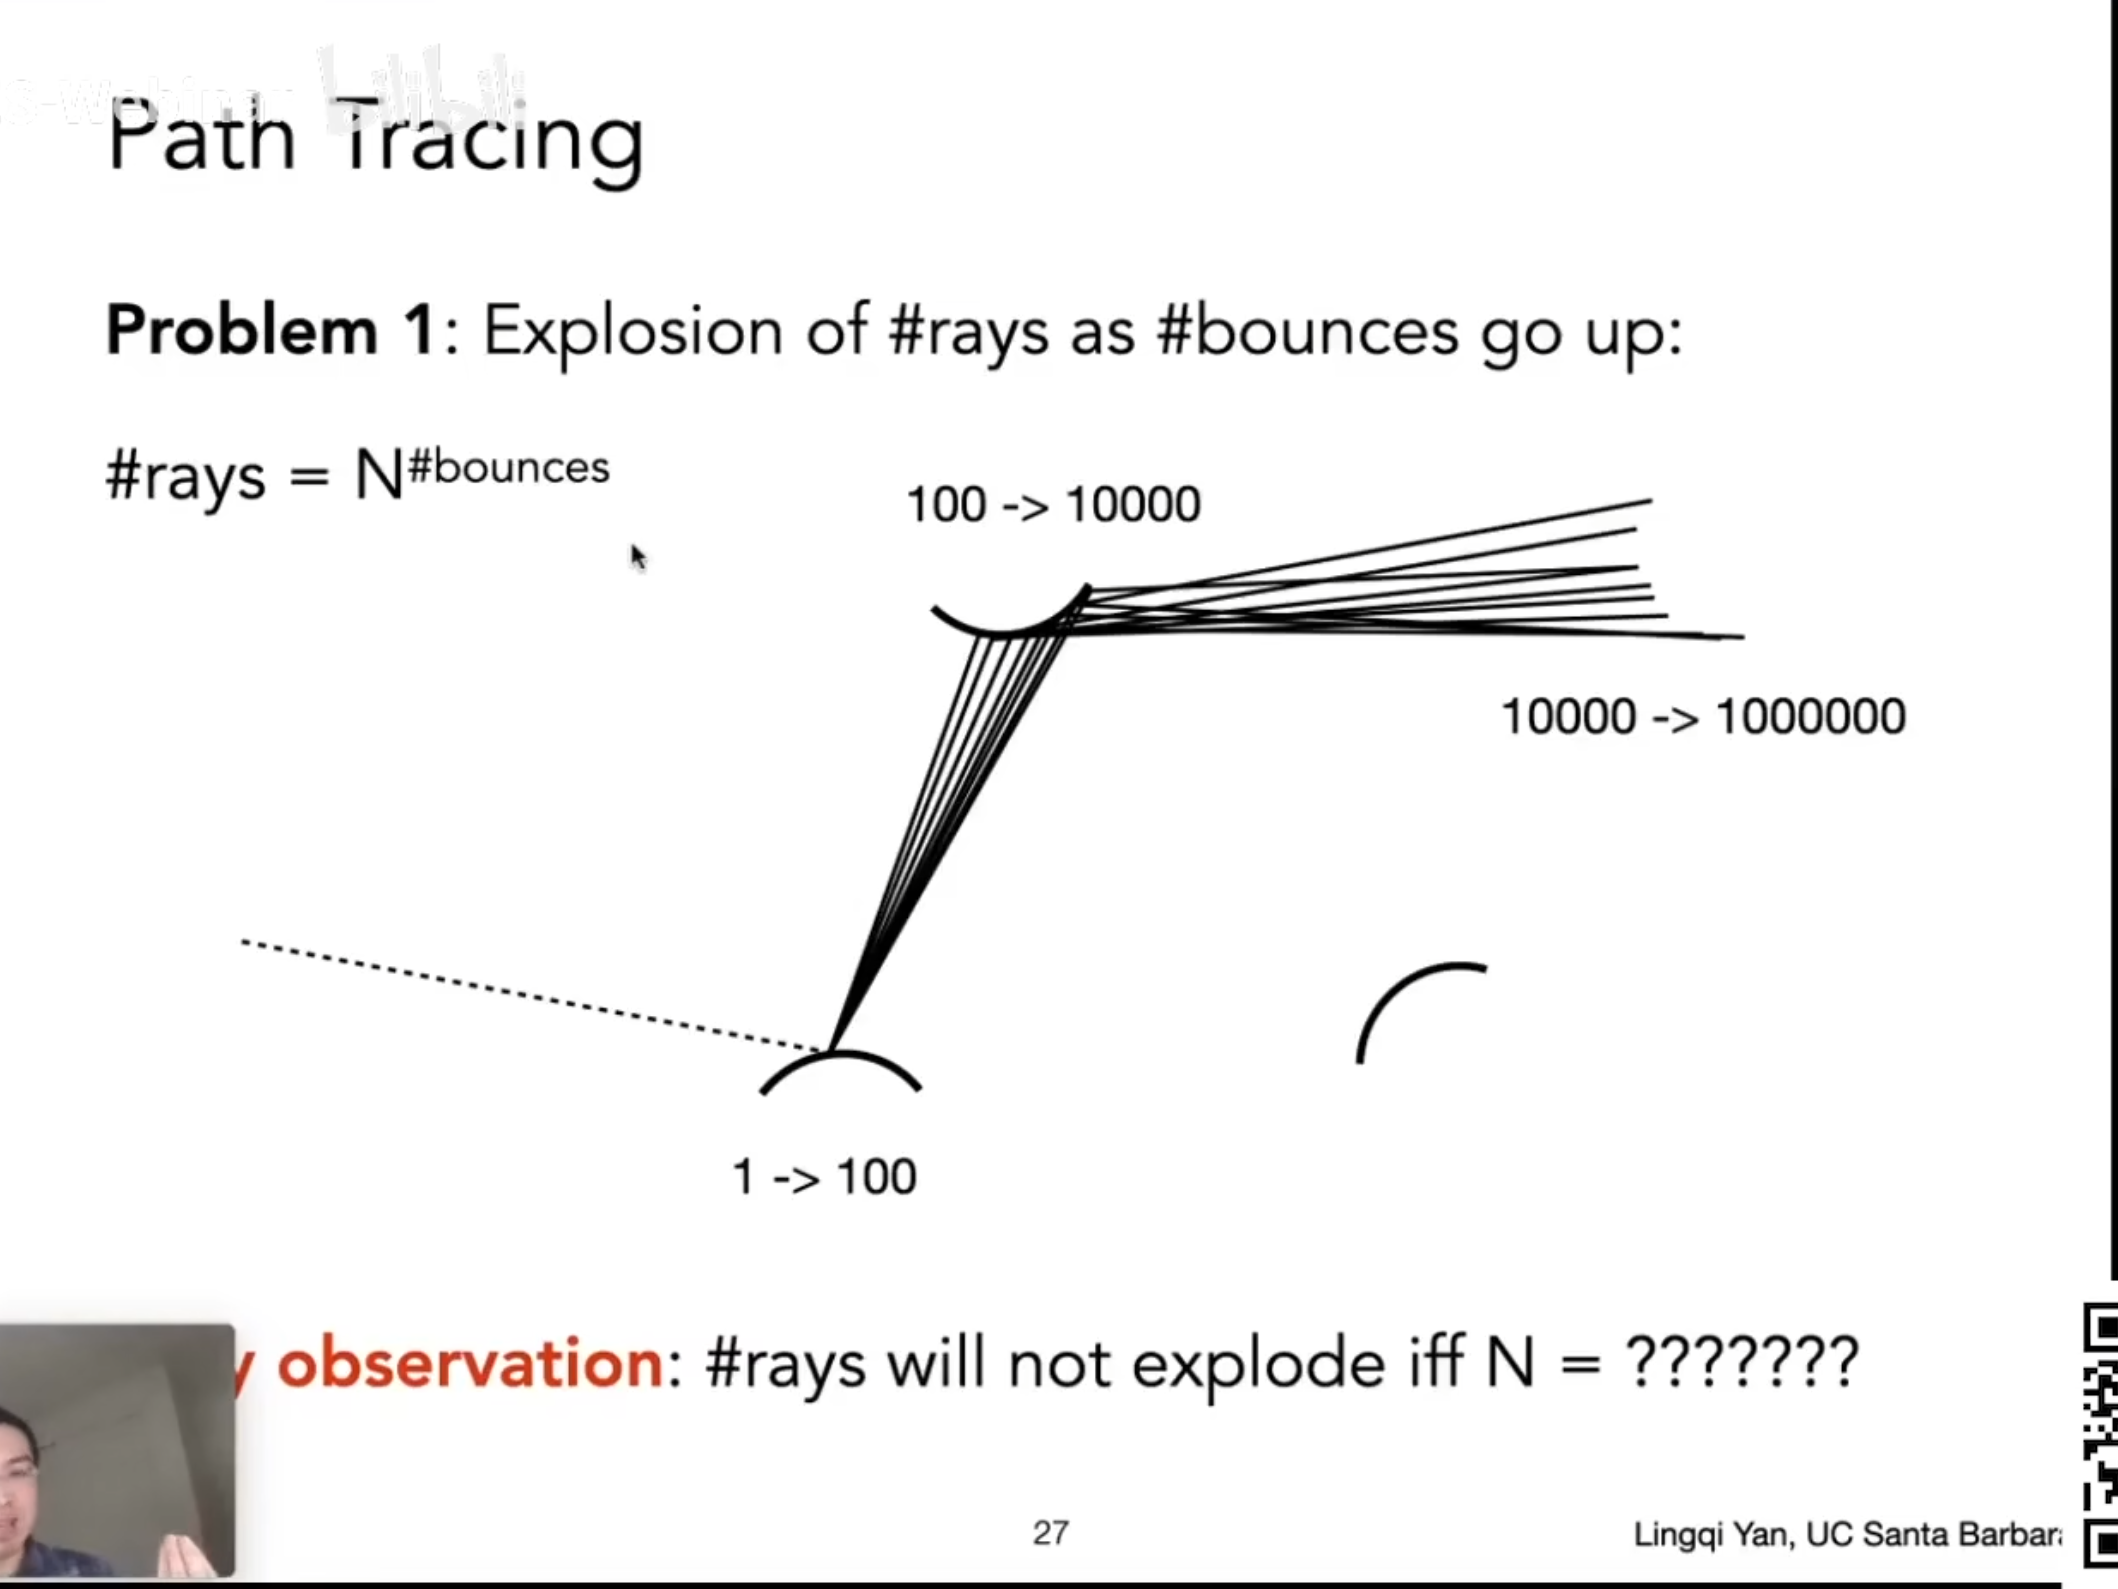 S-Webinar bilibili
Path Tracing
Problem 1: Explosion of #rays as #bounces go up:
#rays = N#bounces
100 -> 10000
10000 -> 1000000
1 -> 100
y observation: #rays will not explode iff N = ???????
27
Lingqi Yan, UC Santa Barbara